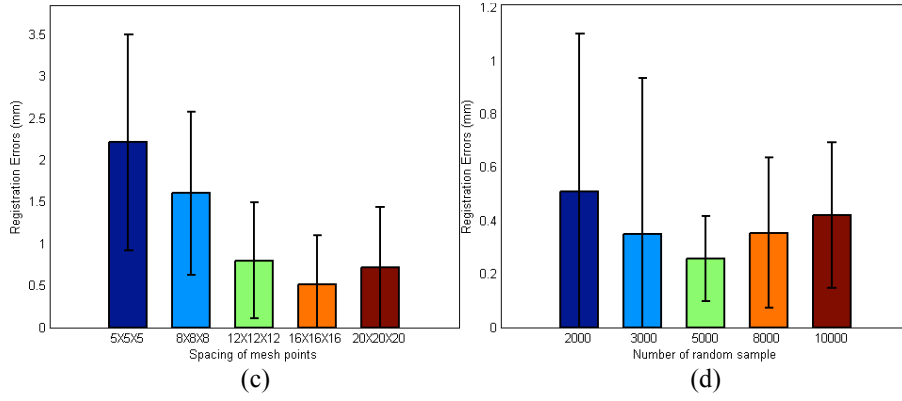 Registration Errors (mm)
3.5
3
2.5
2
1.5
1
0.5
0
5X5X5 8X8X8 12X12X12 16X16X16 20X20X20
Spacing of mesh points
(c)
Registration Errors (mm)
1.2
1
0.8
0.6
0.4
0.2
0
2000 3000 5000 8000 10000
Number of random sample
(d)